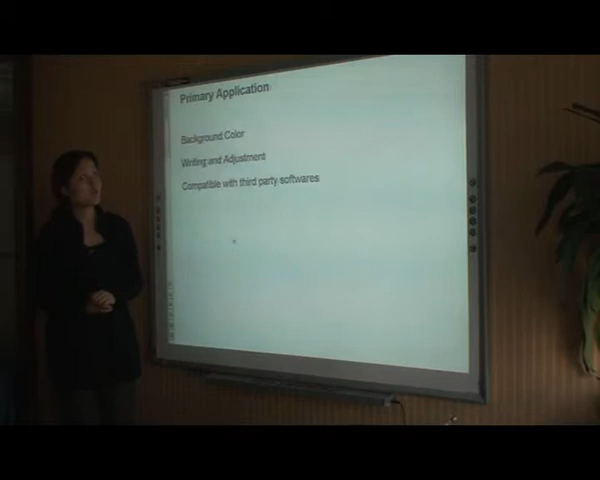 Primary Application
Background Color
Writing and Adjustment
Compatible with third party softwares